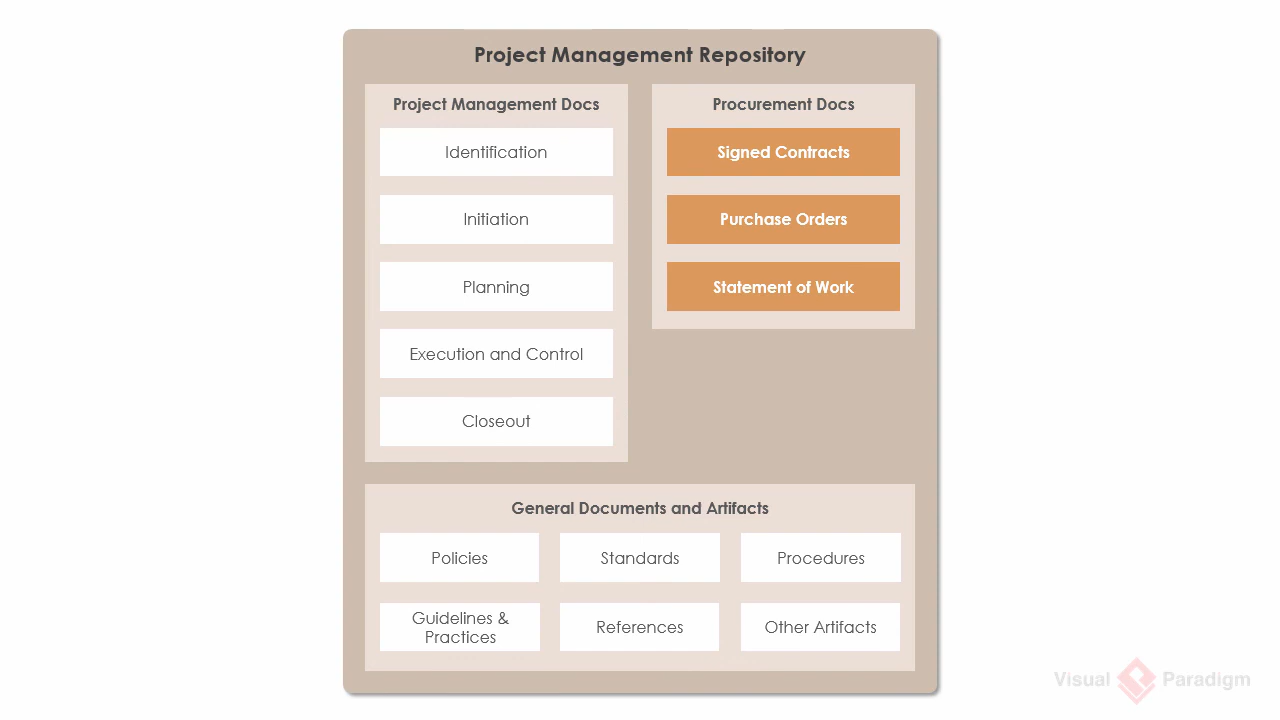 Project Management Repository
Project Management Docs
Identification
Initiation
Planning
Execution and Control
Closeout
Procurement Docs
Signed Contracts
Purchase Orders
Statement of Work
General Documents and Artifacts
Policies
Standards
Procedures
Guidelines &
Practices
References
Other Artifacts
Visual Paradigm